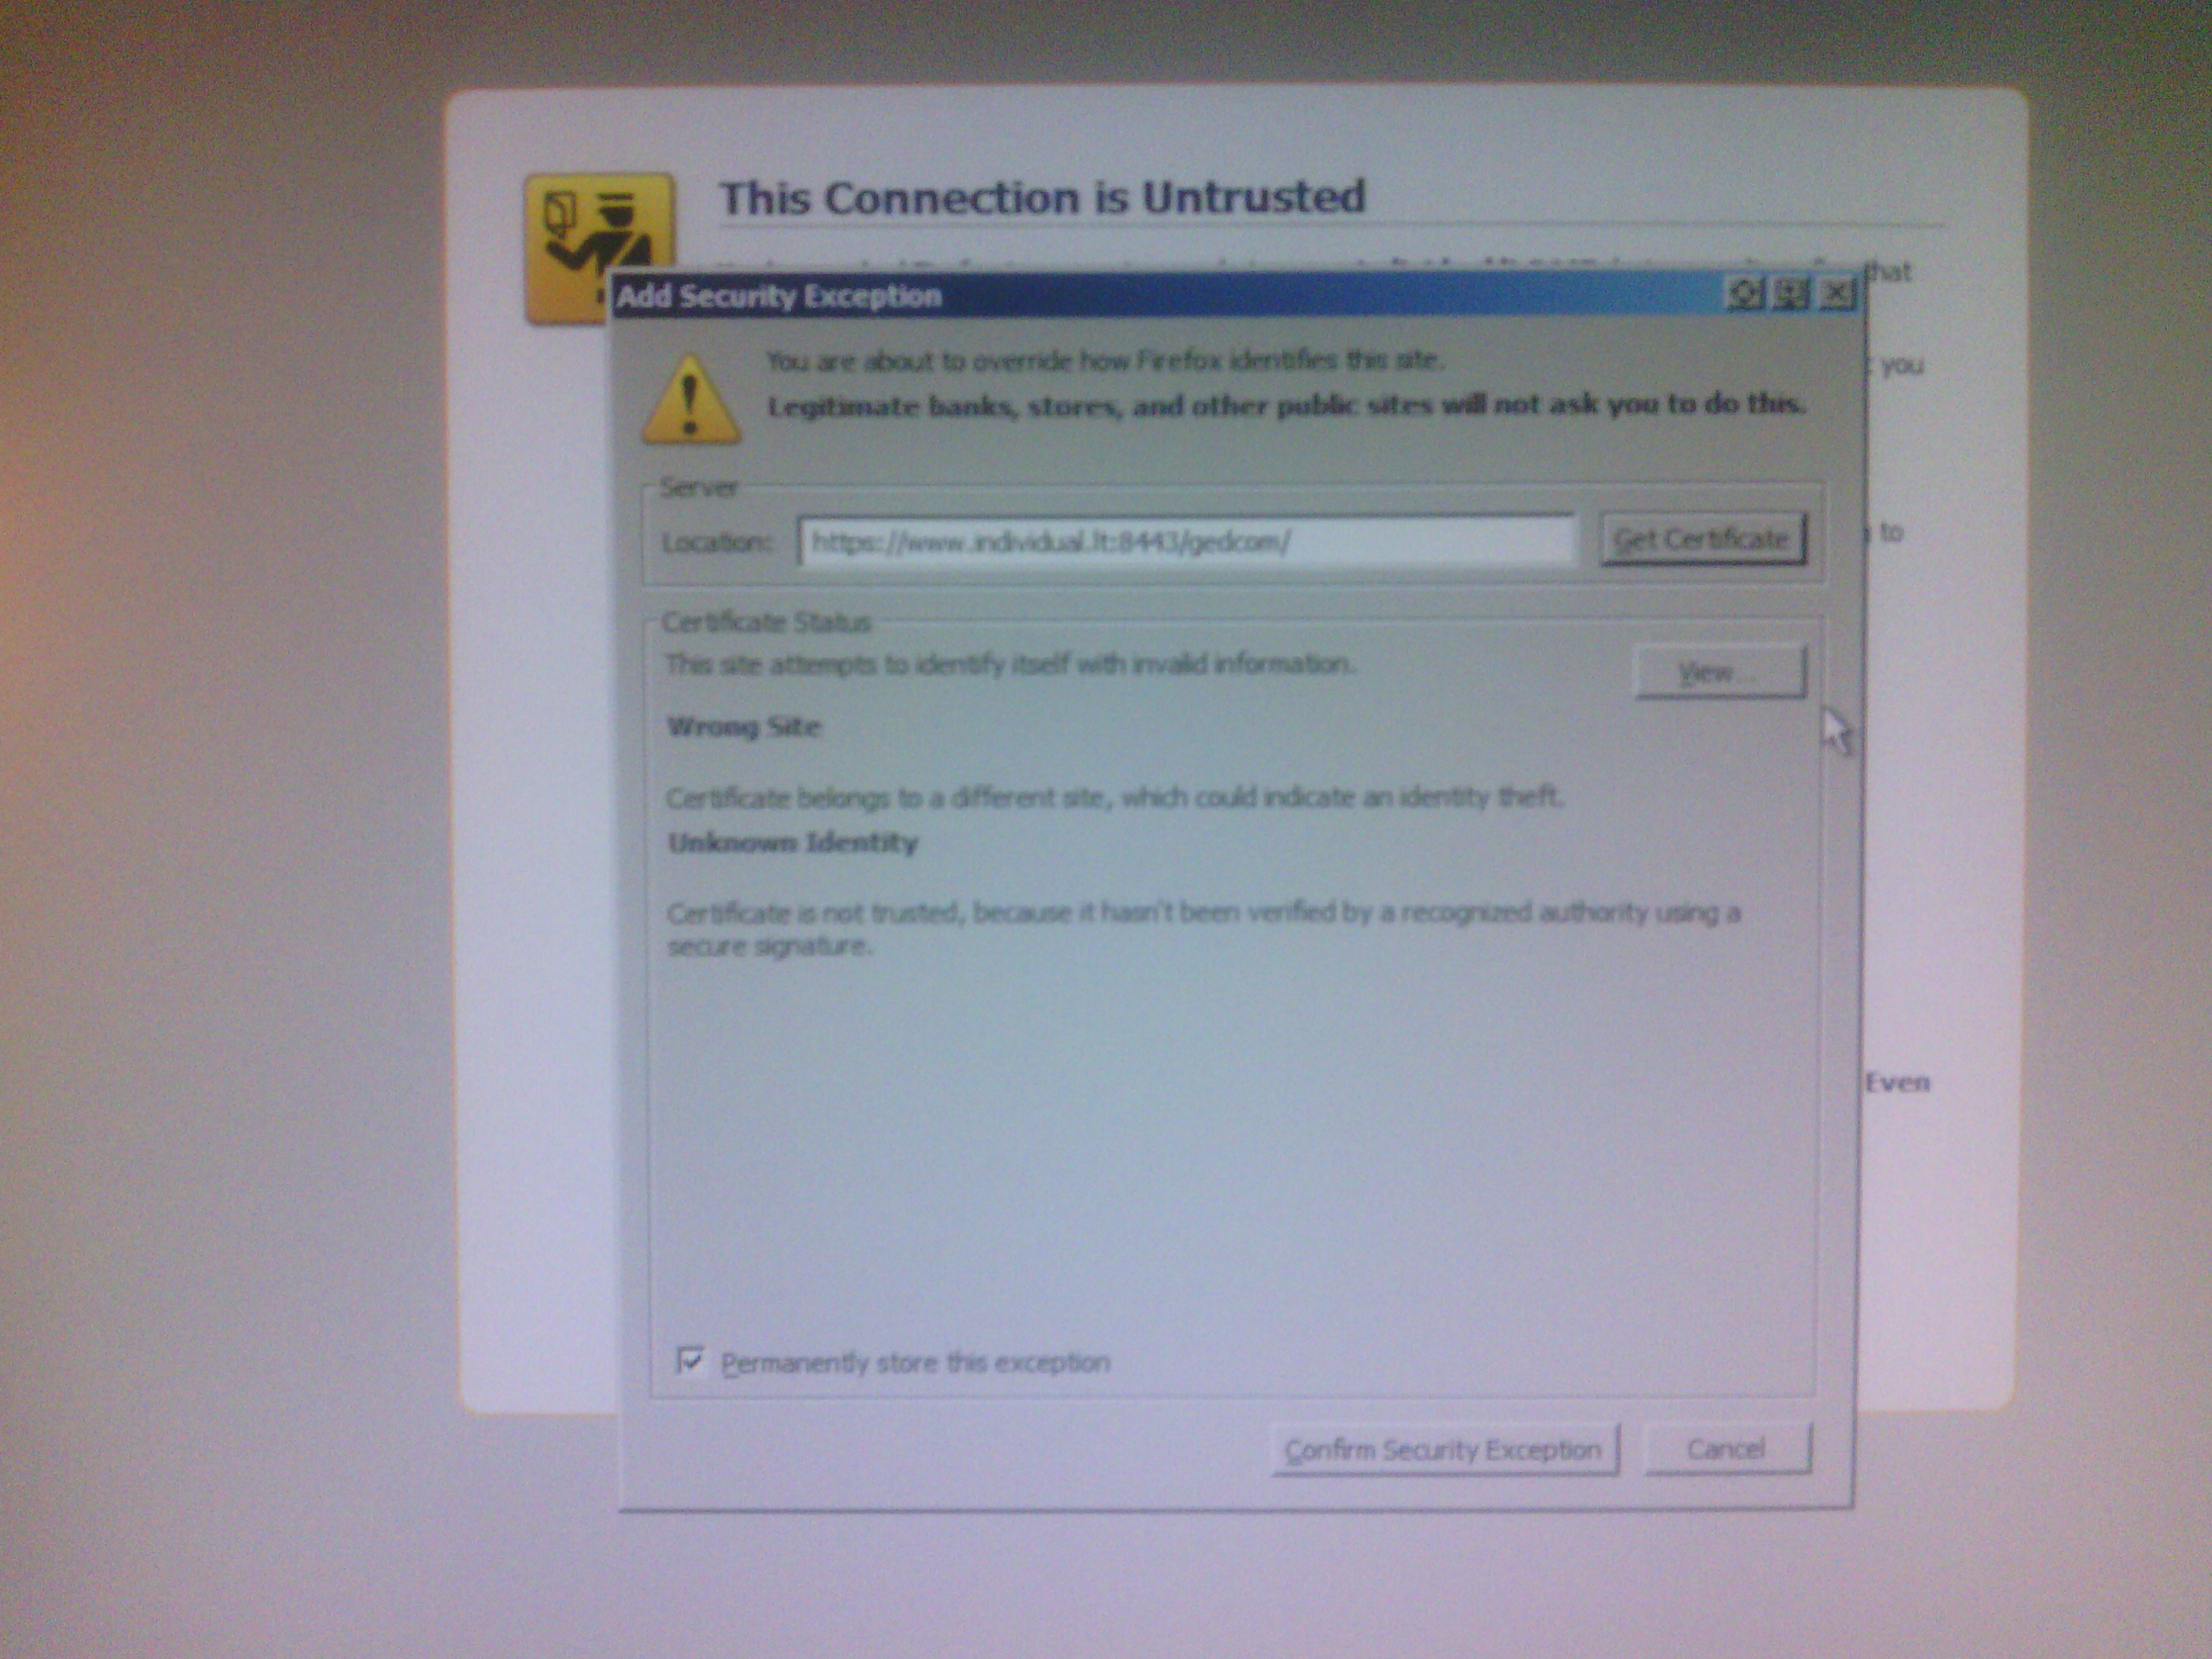 This Connection is Untrusted
that
Add Security Exception
You are about to override how Firefox identifies this site.
you
Legitimate banks, stores, and other public sites will not ask you to do this.
Server
Location: https://www.individual.lt:8443/gedcom/ Get Certificate
to
Certificate Status
This site attempts to identify itself with invalid information.
View...
Wrong Site
Certificate belongs to a different site, which could indicate an identity theft.
Unknown Identity
Certificate is not trusted, because it hasn't been verified by a recognized authority using a
secure signature.
Even
Permanently store this exception
Confirm Security Exception Cancel